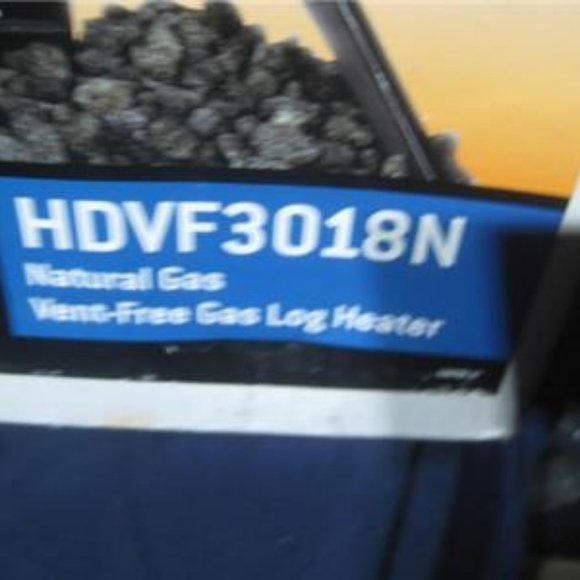 HDVF3018N
Natural Gas
Vent-Free Gas Log Heater